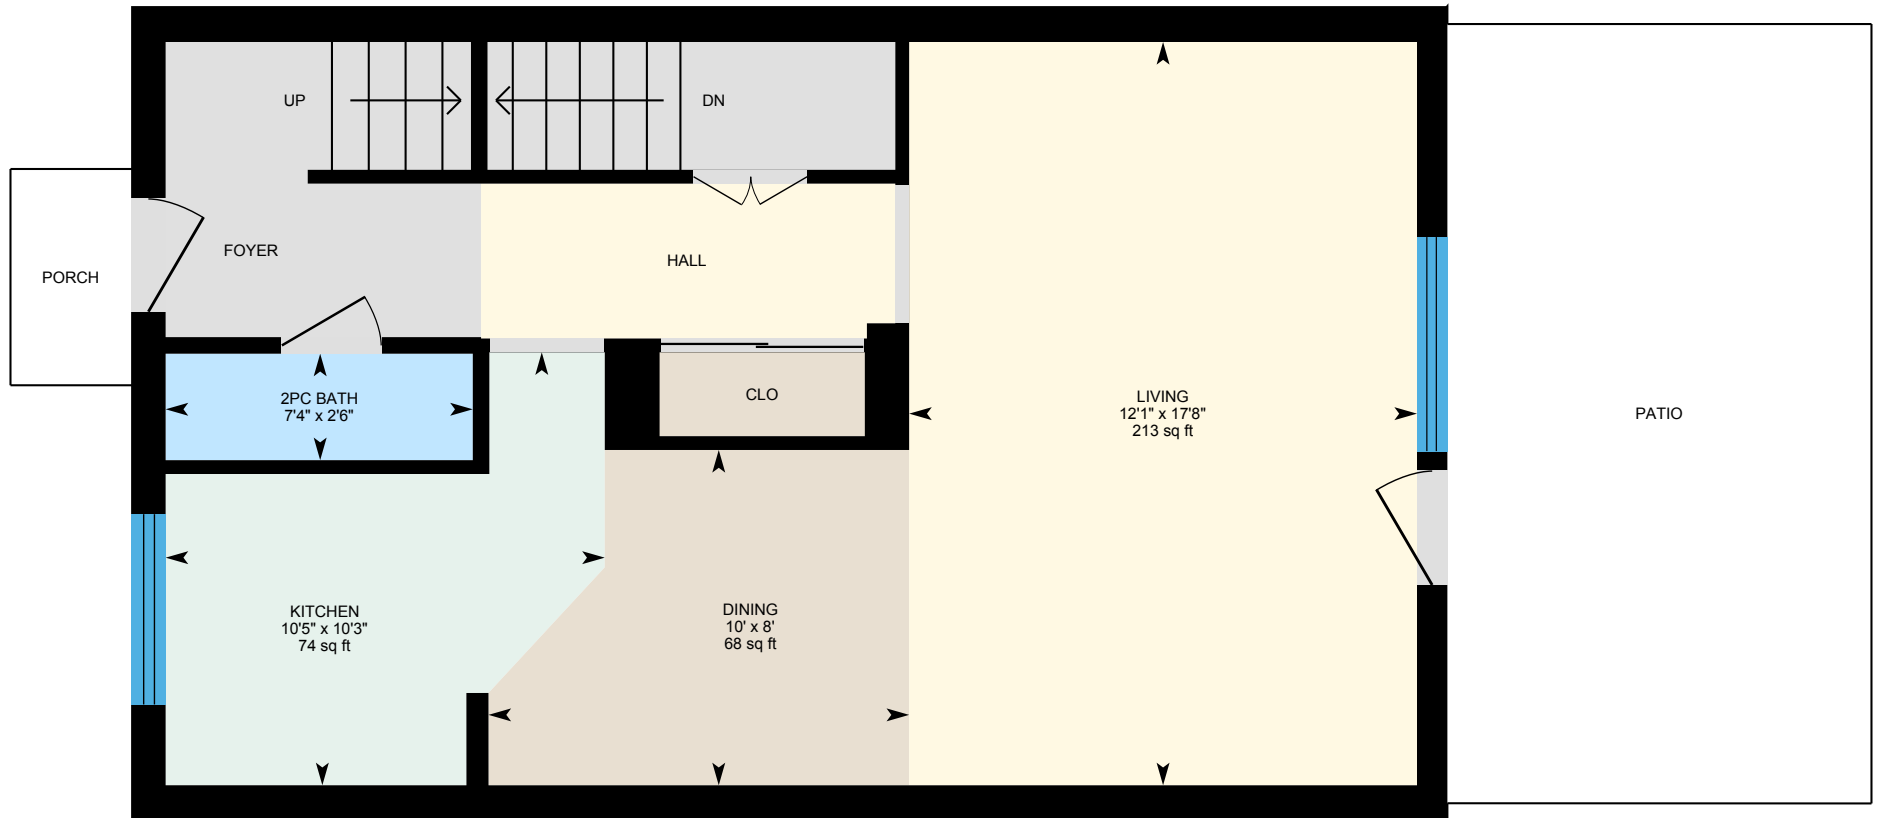 UP
DN
FOYER
HALL
PORCH
2PC BATH
7'4" x 2'6"
CLO
LIVING
12'1" x 17'8"
213 sq ft
PATIO
KITCHEN
10'5" x 10'3"
74 sq ft
DINING
10' x 8'
68 sq ft